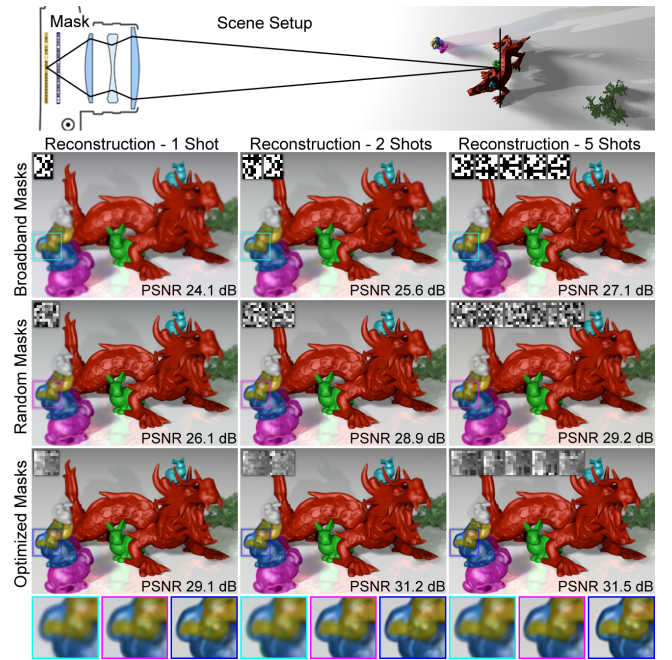 Mask
Scene Setup
Reconstruction - 1 Shot
Reconstruction - 2 Shots
Reconstruction - 5 Shots
Broadband Masks
PSNR 24.1 dB
PSNR 25.6 dB
PSNR 27.1 dB
Random Masks
PSNR 26.1 dB
PSNR 28.9 dB
PSNR 29.2 dB
Optimized Masks
PSNR 29.1 dB
PSNR 31.2 dB
PSNR 31.5 dB